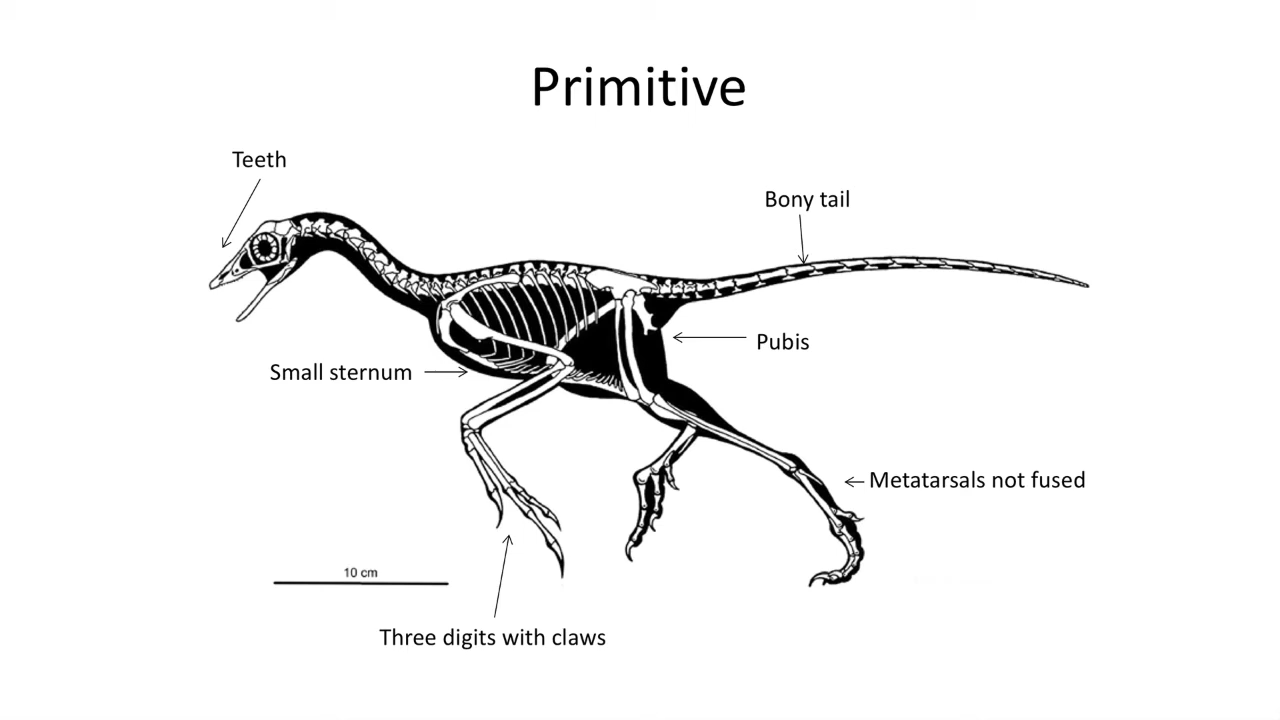 Primitive
Teeth
Bony tail
Pubis
Small sternum
Metatarsals not fused
10 cm
Three digits with claws